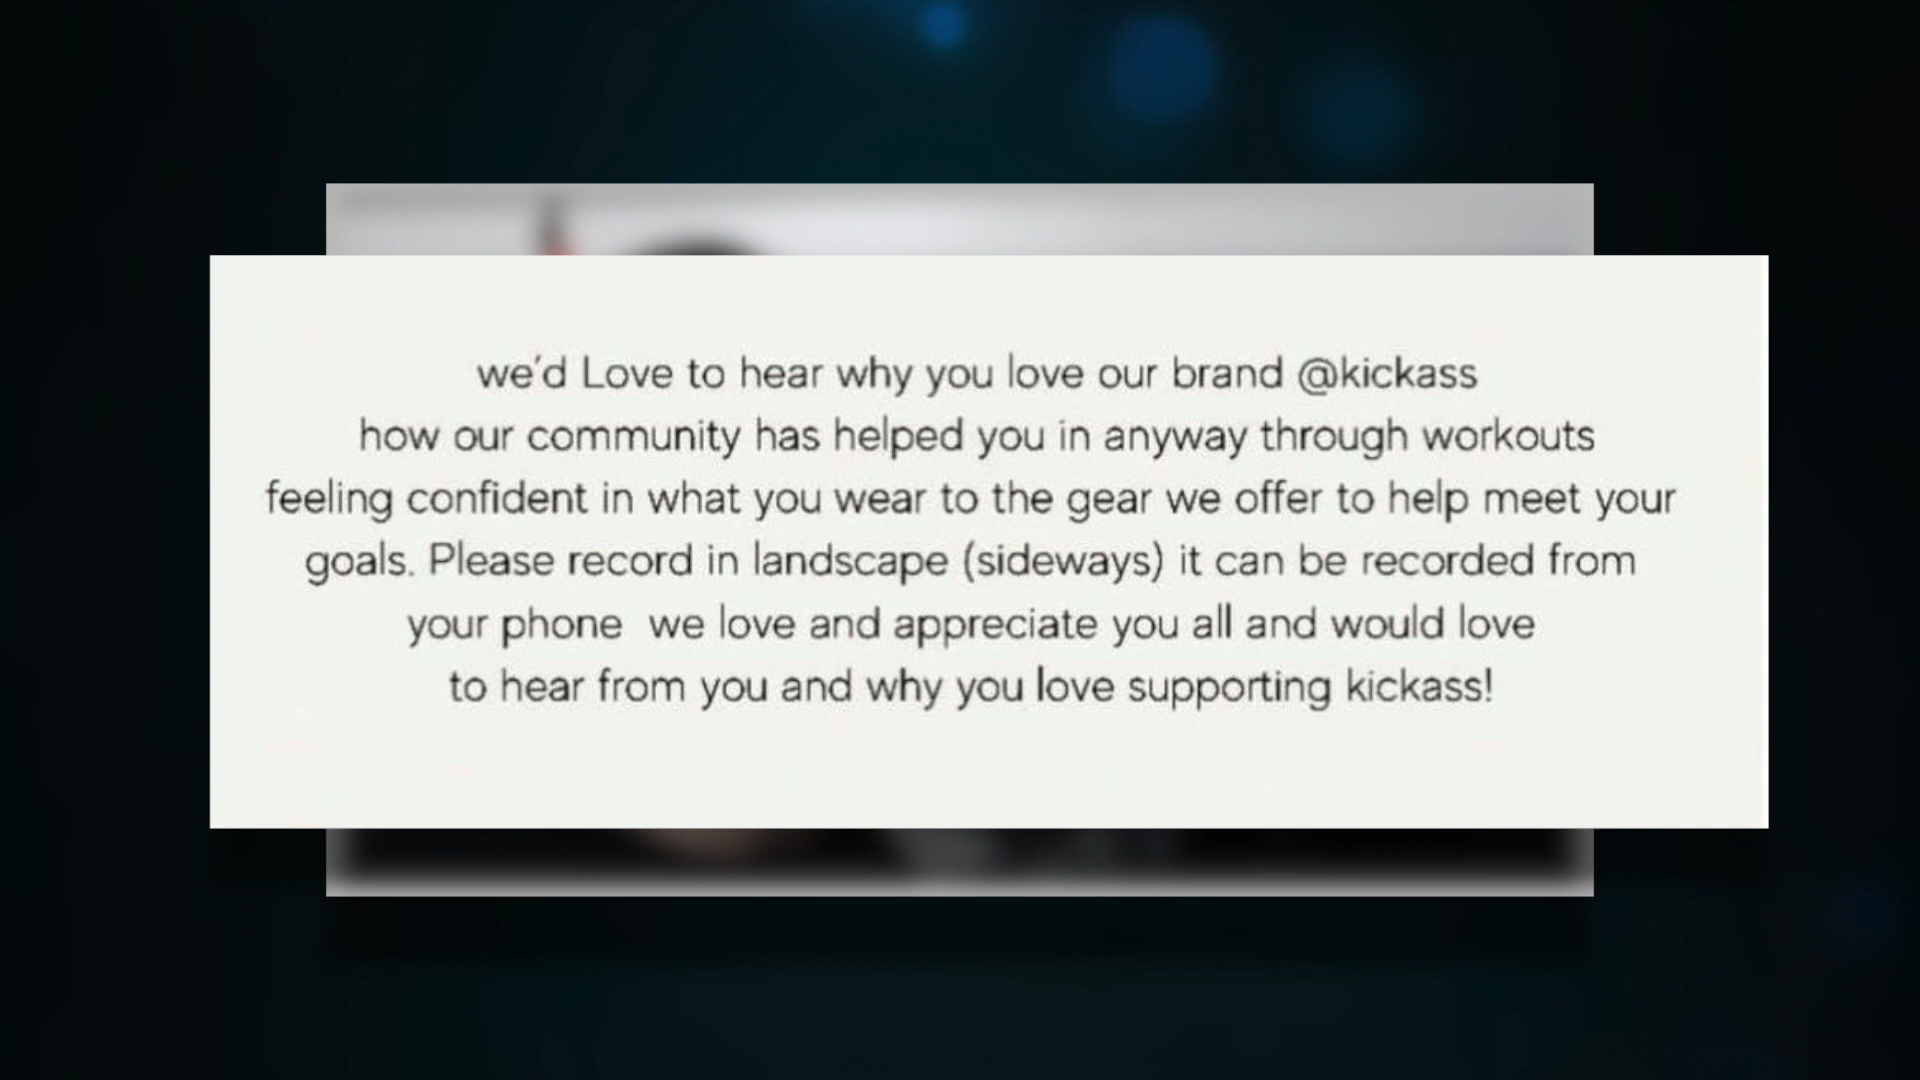 we'd Love to hear why you love our brand @kickass
how our community has helped you in anyway through workouts
feeling confident in what you wear to the gear we offer to help meet your
goals. Please record in landscape (sideways) it can be recorded from
your phone  we love and appreciate you all and would love
to hear from you and why you love supporting kickass!